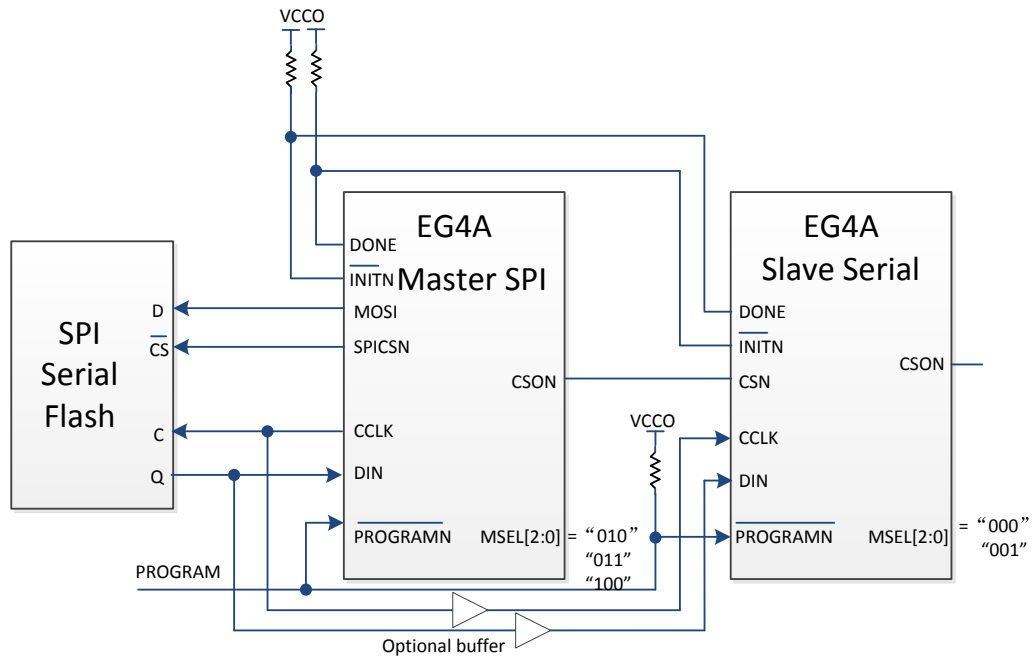 VCCO
EG4A
Master SPI
DONE
INITN
MOSI
SPICSN
CSON
CCLK
DIN
PROGRAMN
MSEL[2:0] = “010”
“011”
“100”
EG4A
Slave Serial
DONE
INITN
CSN
CSON
CCLK
DIN
PROGRAMN
MSEL[2:0] = “000”
“001”
SPI
Serial
Flash
D
CS
C
Q
VCCO
PROGRAM
Optional buffer